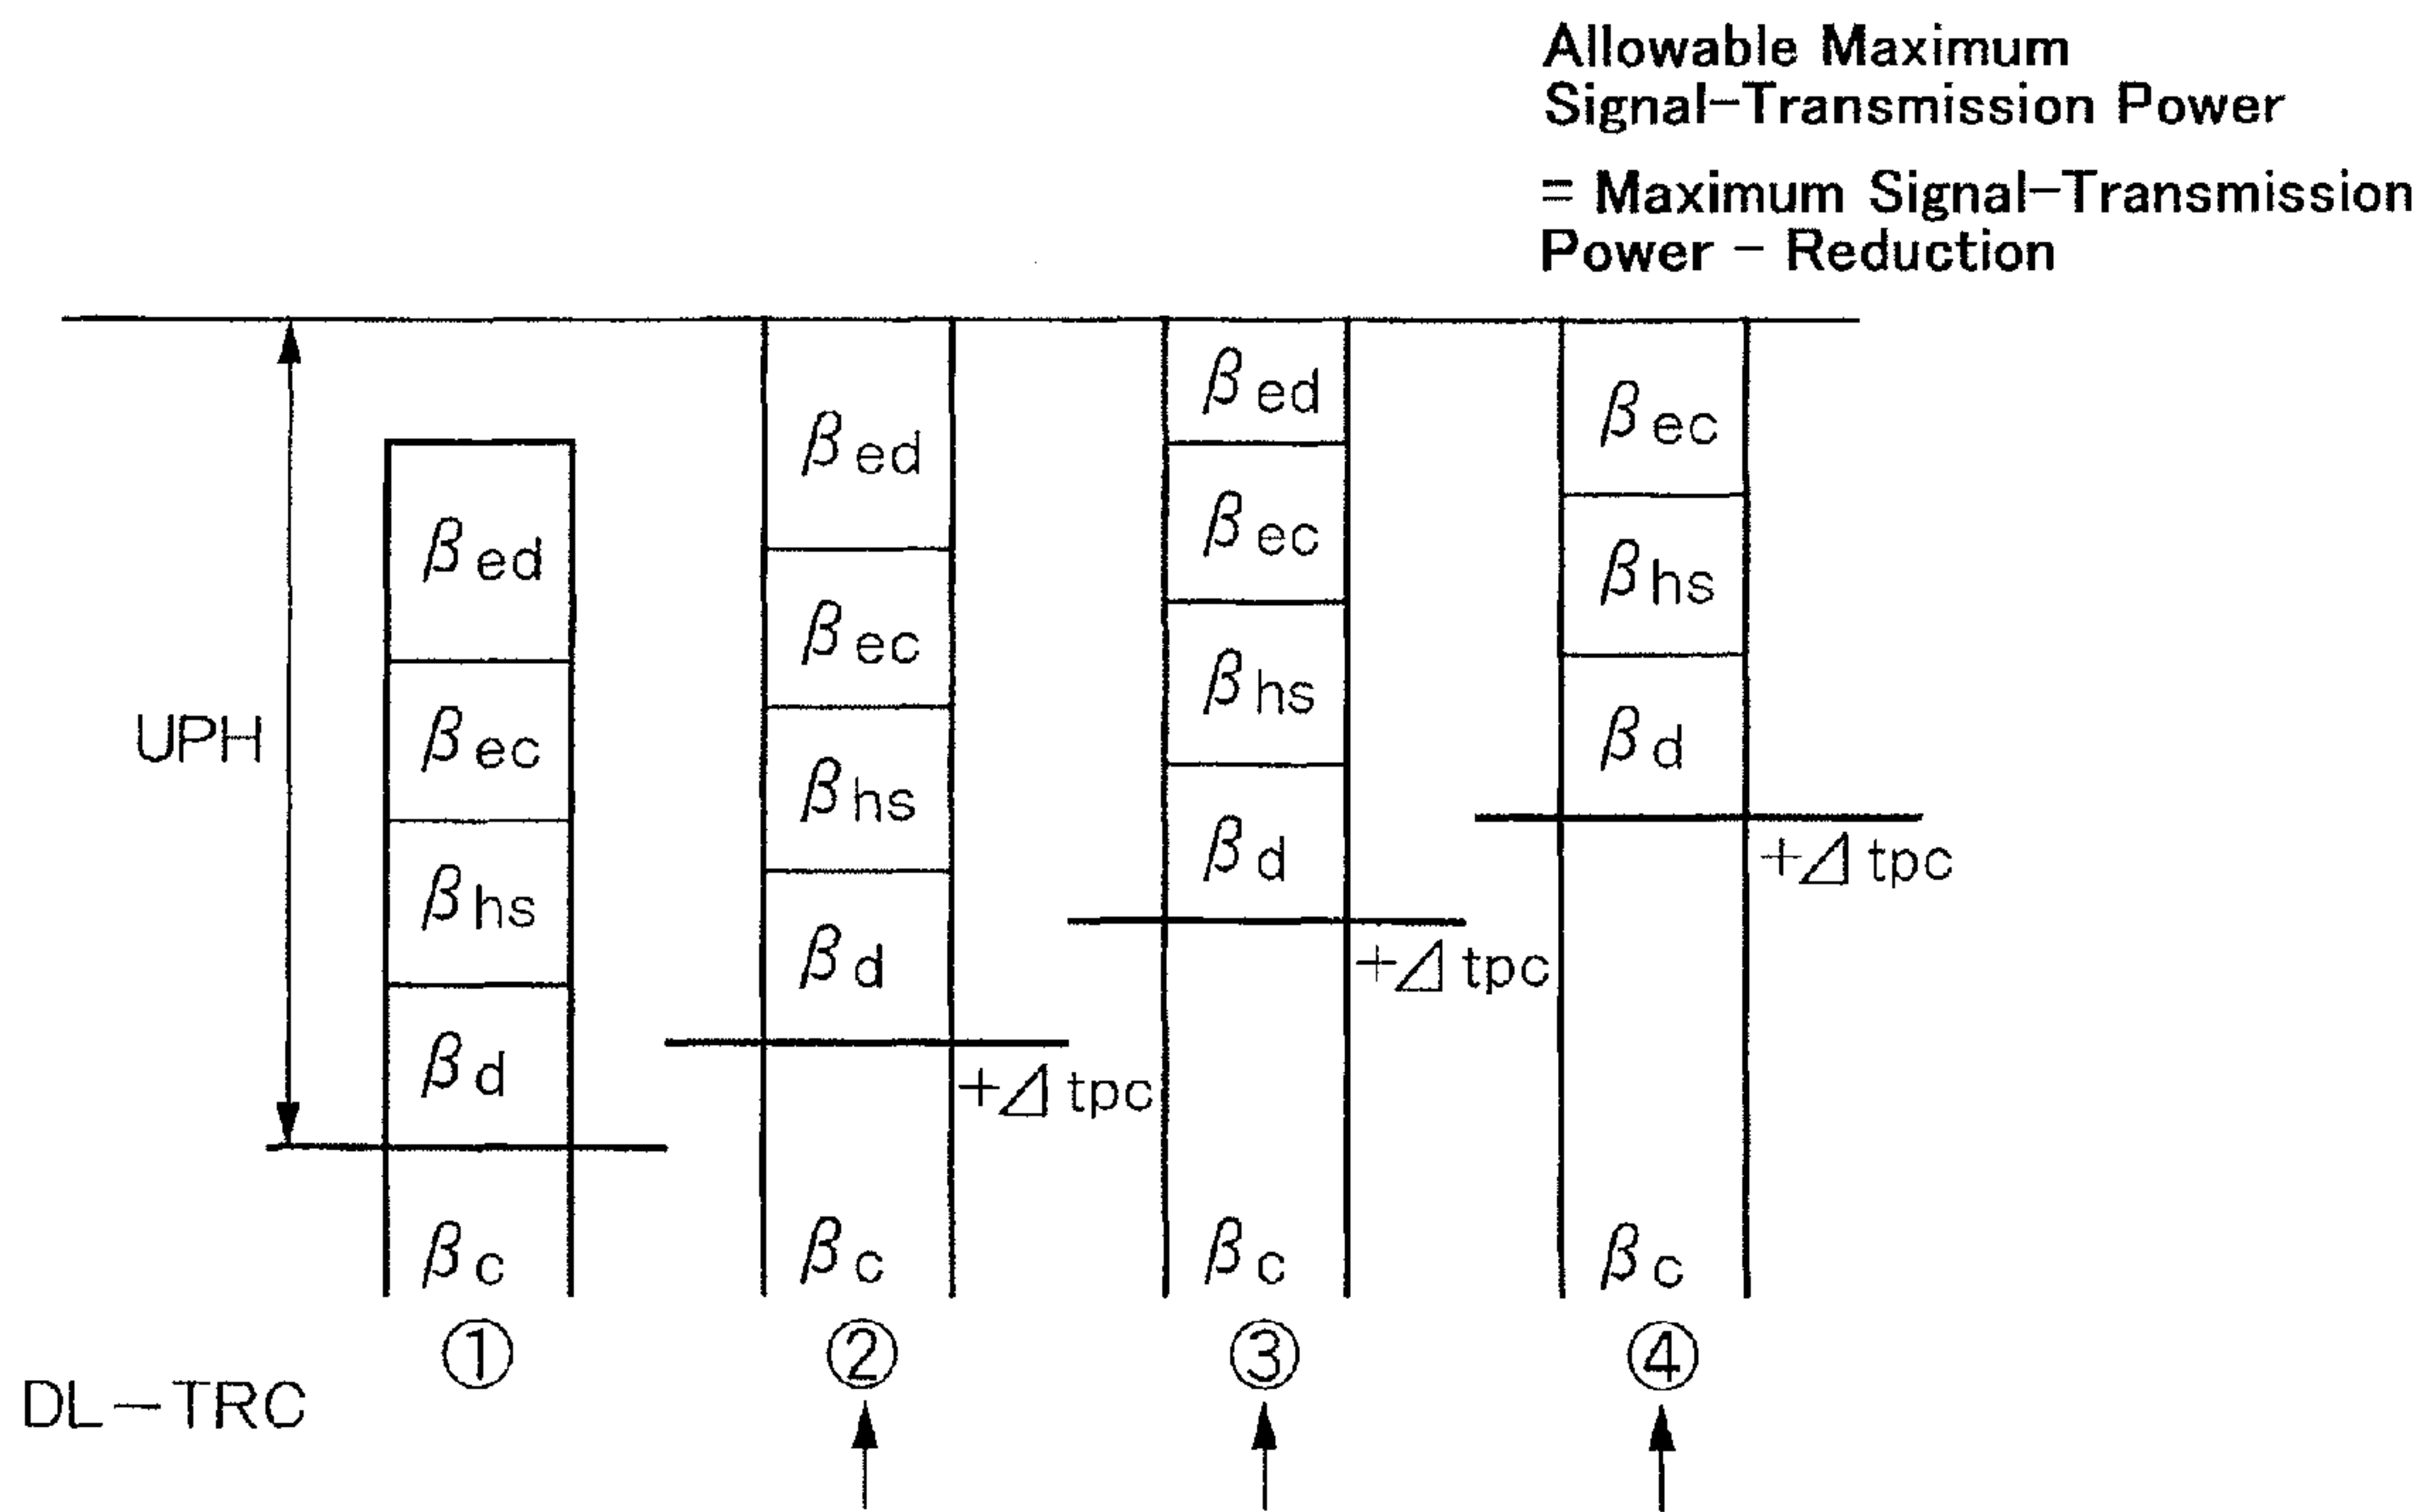 Allowable Maximum
Signal-Transmission Power
= Maximum Signal-Transmission
Power - Reduction
UPH
βed
βec
βhs
βd
βc
①
βed
βec
βhs
βd
+⊿tpc
βc
②
βed
βec
βhs
βd
+⊿tpc
βc
③
βec
βhs
βd
+⊿tpc
βc
④
DL-TRC